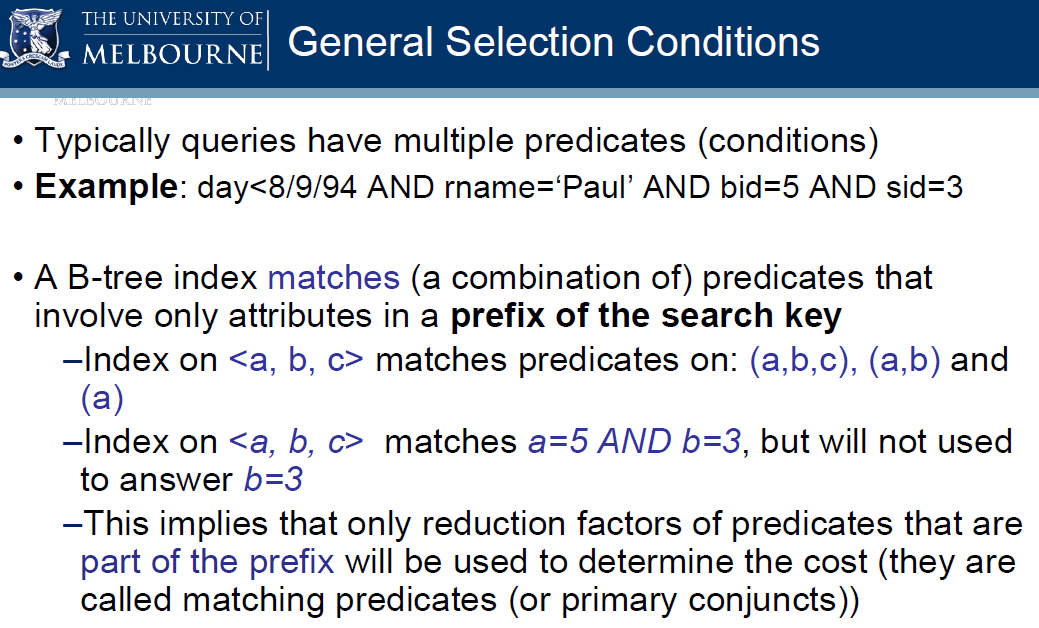 THE UNIVERSITY OF
MELBOURNE
General Selection Conditions
MELBOURNE
• Typically queries have multiple predicates (conditions)
• Example: day<8/9/94 AND rname=‘Paul’ AND bid=5 AND sid=3
• A B-tree index matches (a combination of) predicates that
involve only attributes in a prefix of the search key
–Index on <a, b, c> matches predicates on: (a,b,c), (a,b) and
(a)
–Index on <a, b, c> matches a=5 AND b=3, but will not used
to answer b=3
–This implies that only reduction factors of predicates that are
part of the prefix will be used to determine the cost (they are
called matching predicates (or primary conjuncts))